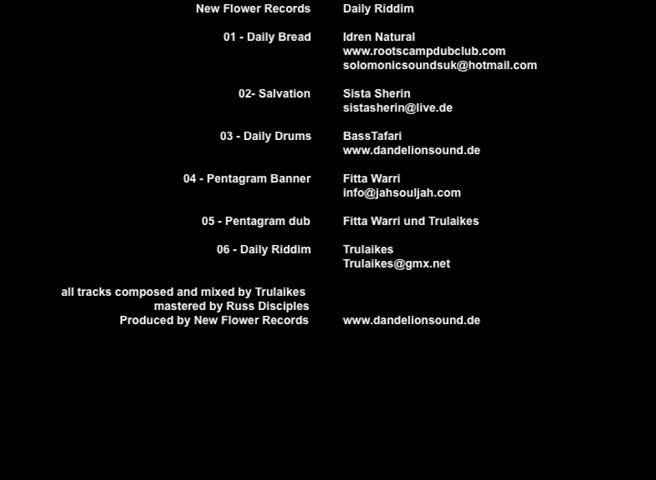 New Flower Records Daily Riddim
01 - Daily Bread Idren Natural
www.rootscampdubclub.com
solomonicsoundsuk@hotmail.com
02- Salvation Sista Sherin
sistasherin@live.de
03 - Daily Drums BassTafari
www.dandelionsound.de
04 - Pentagram Banner Fitta Warri
info@jahsouljah.com
05 - Pentagram dub Fitta Warri und Trulaikes
06 - Daily Riddim Trulaikes
Trulaikes@gmx.net
all tracks composed and mixed by Trulaikes
mastered by Russ Disciples
Produced by New Flower Records www.dandelionsound.de